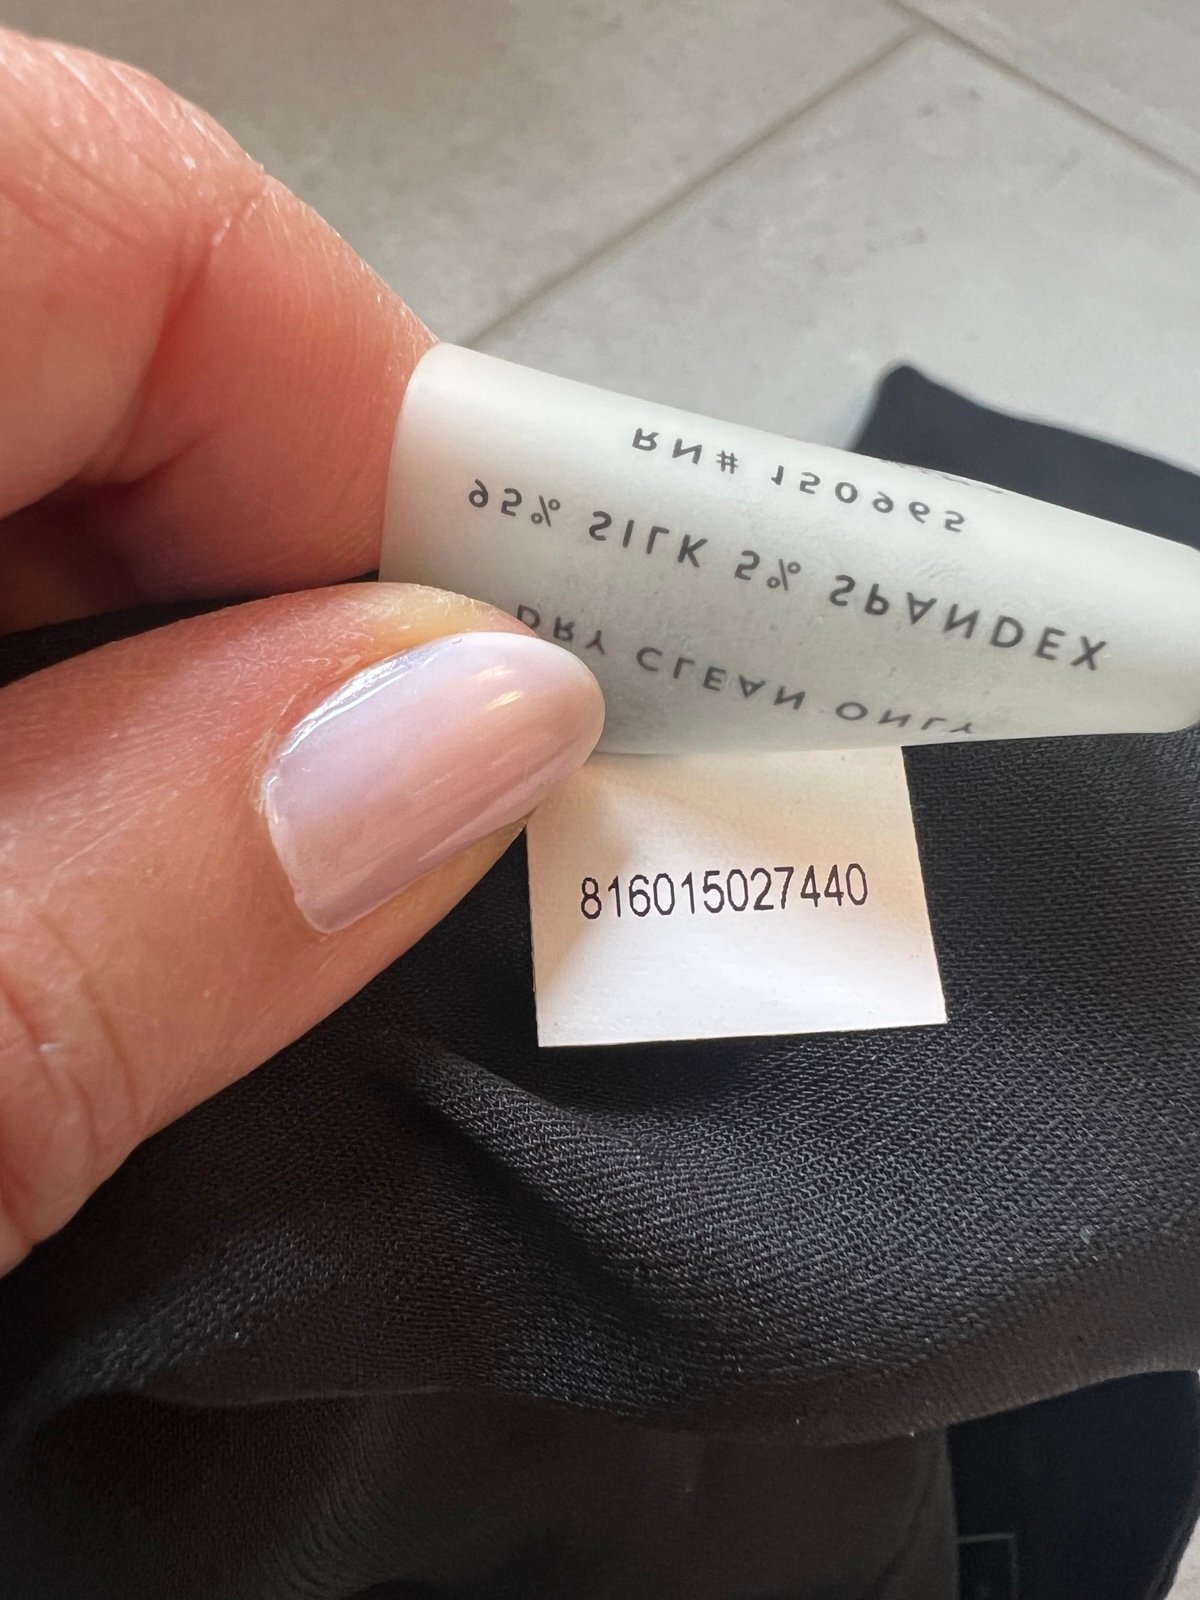 DRY CLEAN ONLY
95% SILK 5% SPANDEX
RN# 150965
816015027440